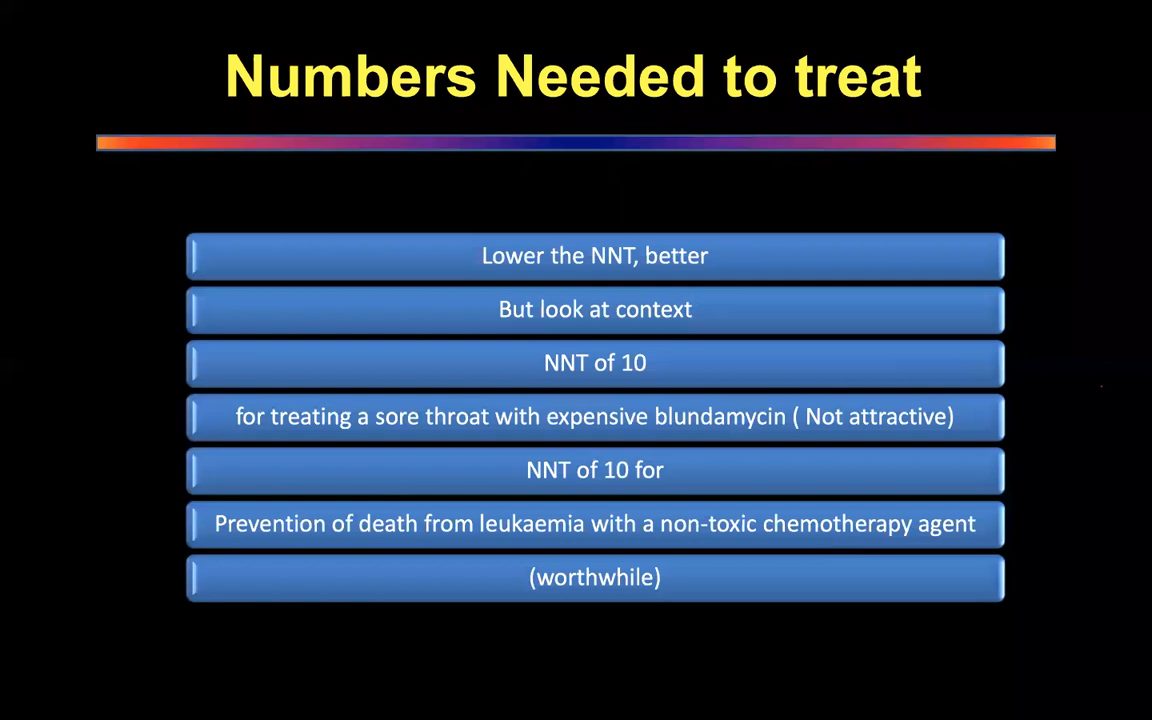 Numbers Needed to treat
Lower the NNT, better
But look at context
NNT of 10
for treating a sore throat with expensive blundamycin ( Not attractive)
NNT of 10 for
Prevention of death from leukaemia with a non-toxic chemotherapy agent
(worthwhile)